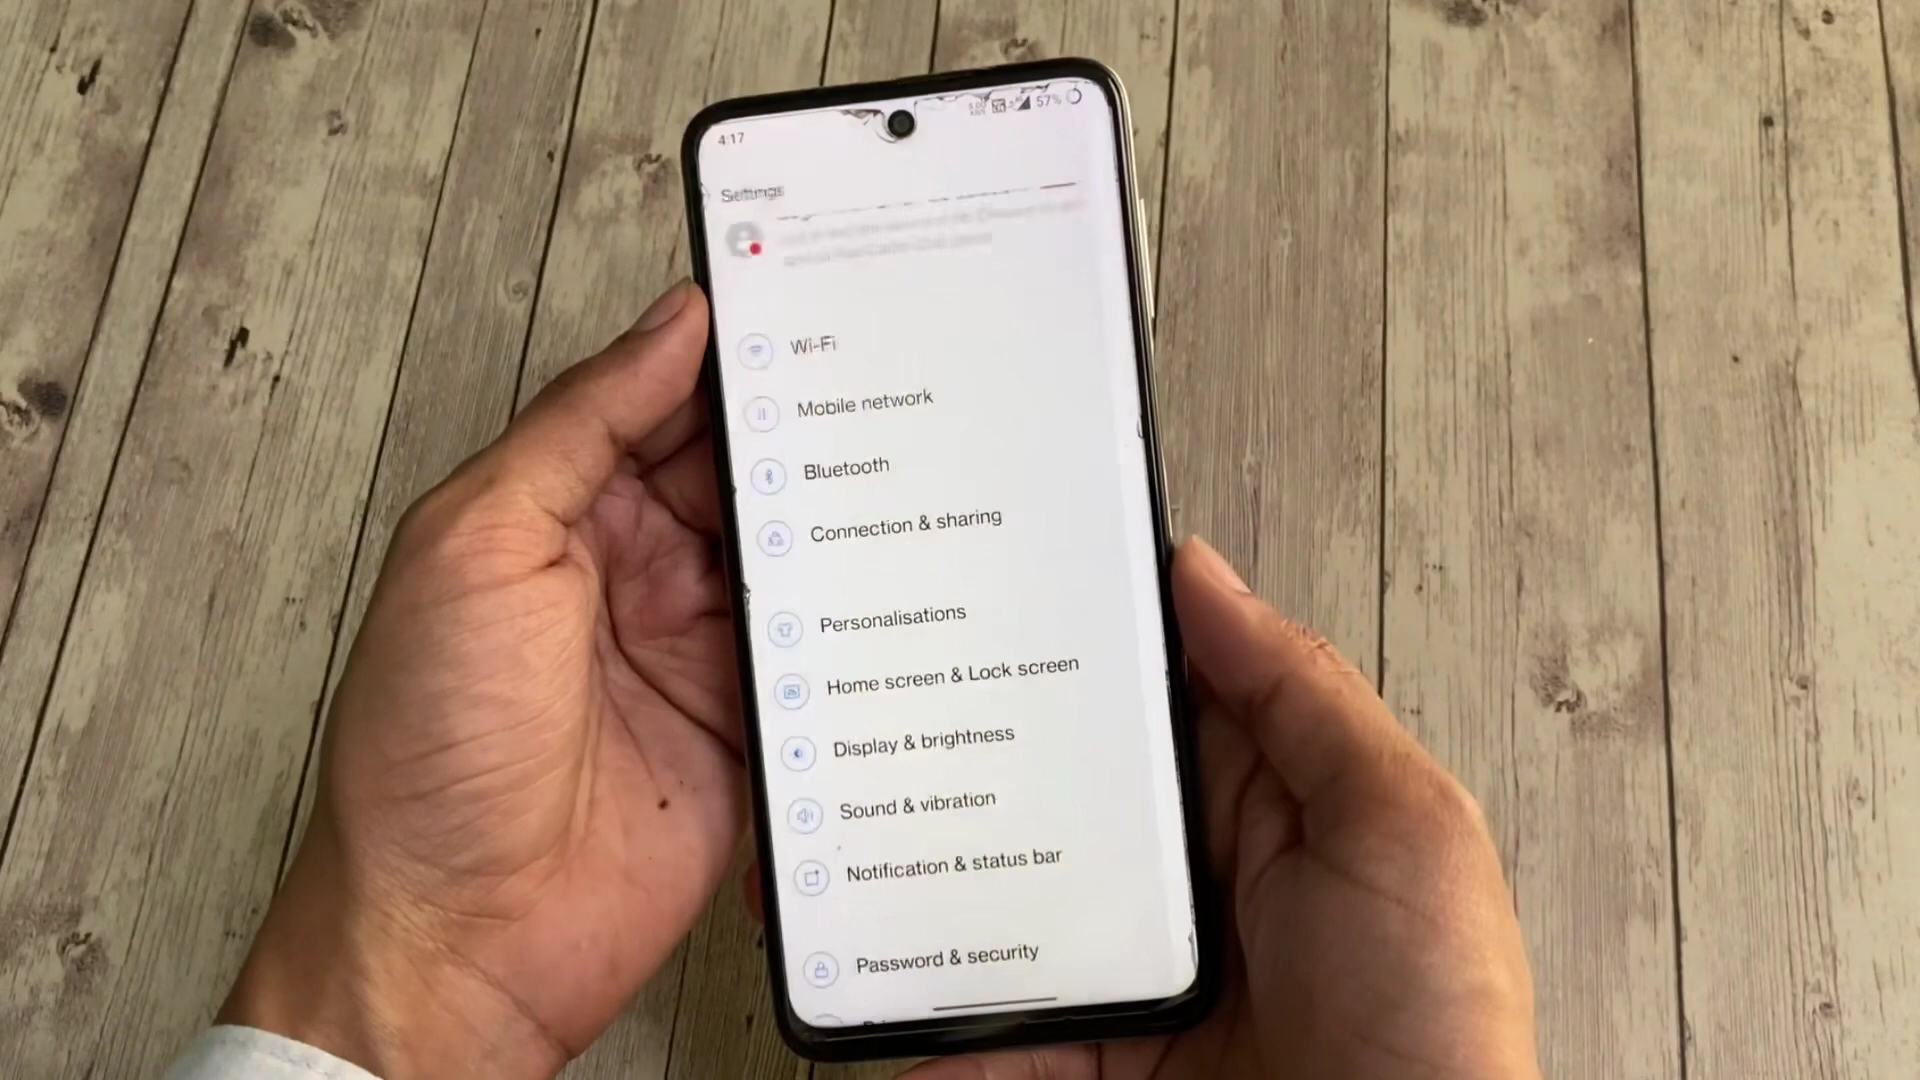 4:17
57%
Settings
Wi-Fi
Mobile network
Bluetooth
Connection & sharing
Personalisations
Home screen & Lock screen
Display & brightness
Sound & vibration
Notification & status bar
Password & security